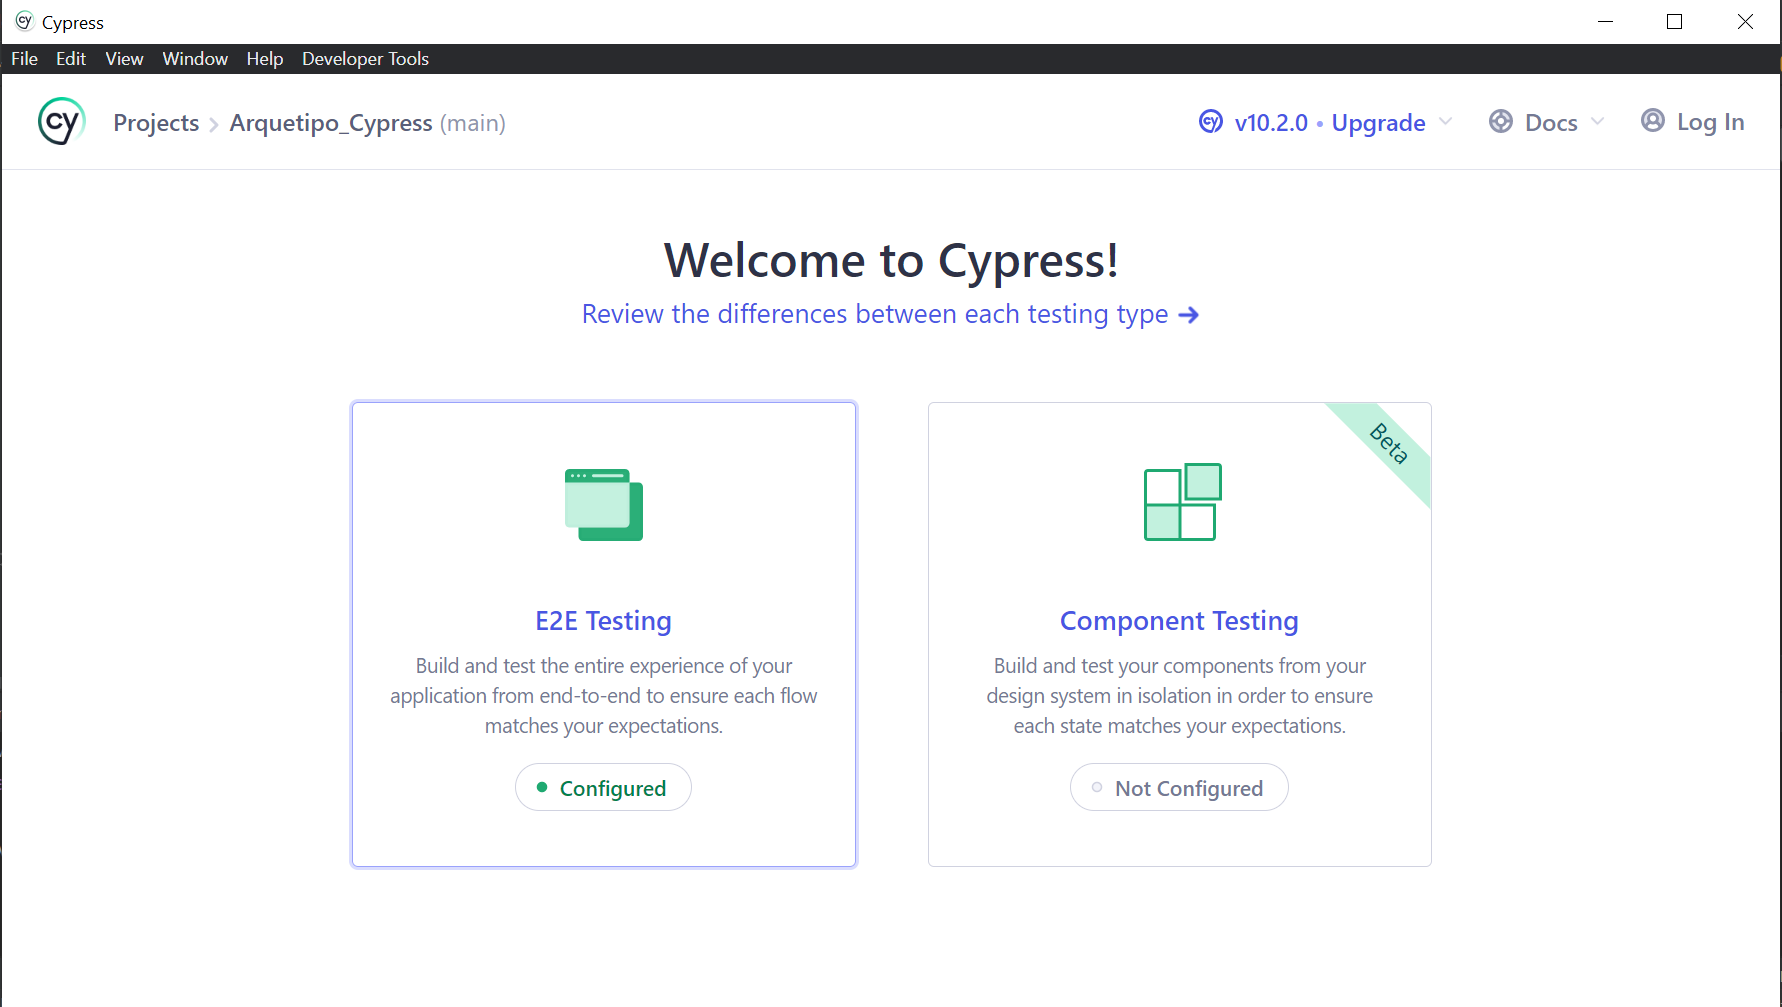 cy Cypress
File Edit View Window Help Developer Tools
cy Projects > Arquetipo_Cypress (main) cy v10.2.0 • Upgrade Docs Log In
Welcome to Cypress!
Review the differences between each testing type →
Beta
E2E Testing
Build and test the entire experience of your
application from end-to-end to ensure each flow
matches your expectations.
Configured
Component Testing
Build and test your components from your
design system in isolation in order to ensure
each state matches your expectations.
Not Configured